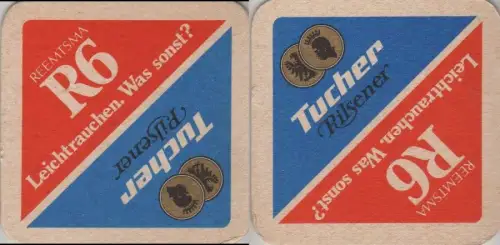 REEMTSMA
R6
Leichtrauchen. Was sonst?
Tucher
Pilsener
Tucher
Pilsener
Leichtrauchen. Was sonst?
REEMTSMA
R6